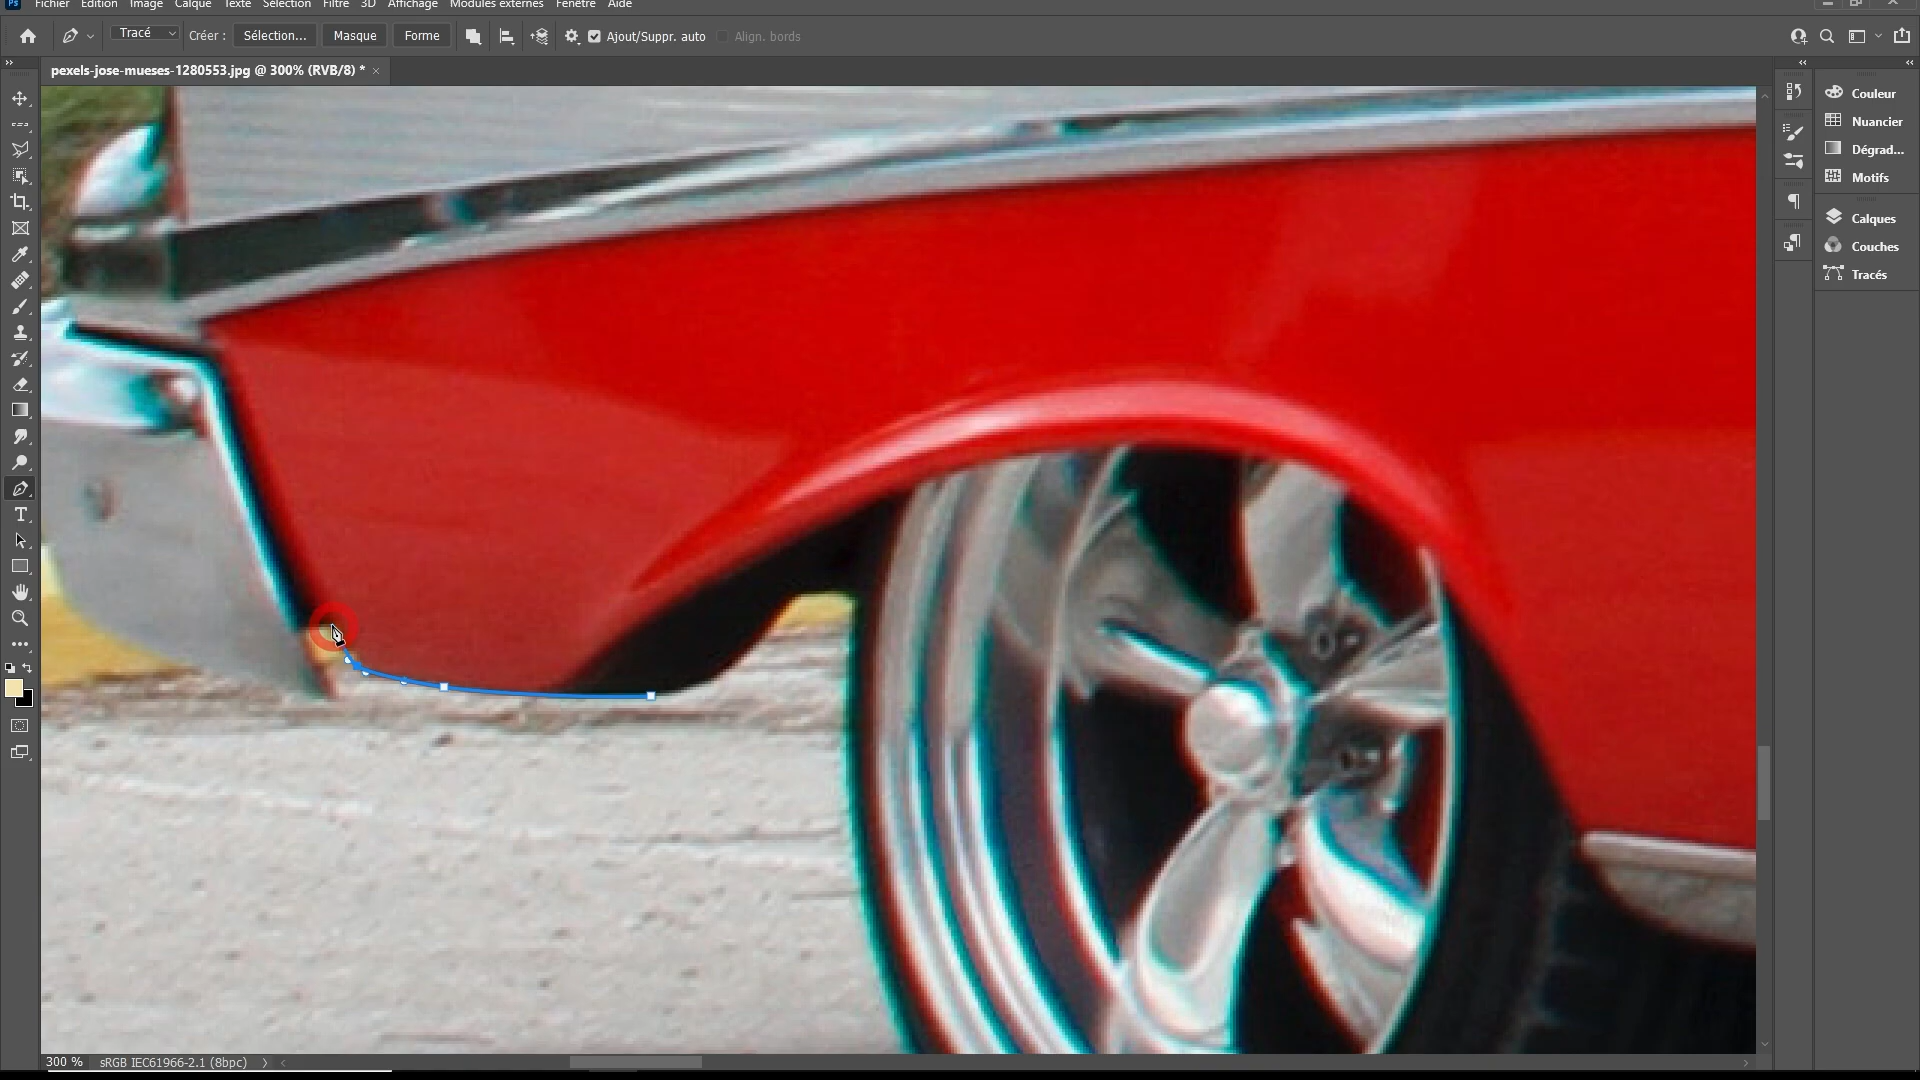 Ps Fichier Edition Image Calque Texte Sélection Filtre 3D Affichage Modules externes Fenêtre Aide
Tracé Créer : Sélection... Masque Forme Ajout/Suppr. auto Align. bords
pexels-jose-mueses-1280553.jpg @ 300% (RVB/8) * ×
Couleur
Nuancier
Dégrad...
Motifs
Calques
Couches
Tracés
300 % sRGB IEC61966-2.1 (8bpc)